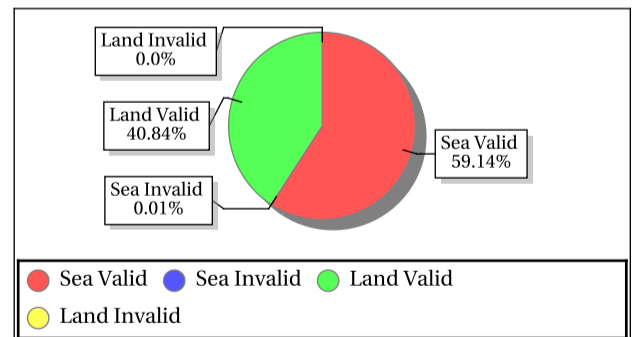 Land Invalid
0.0%
Land Valid
40.84%
Sea Invalid
0.01%
Sea Valid
59.14%
Sea Valid Sea Invalid Land Valid
Land Invalid